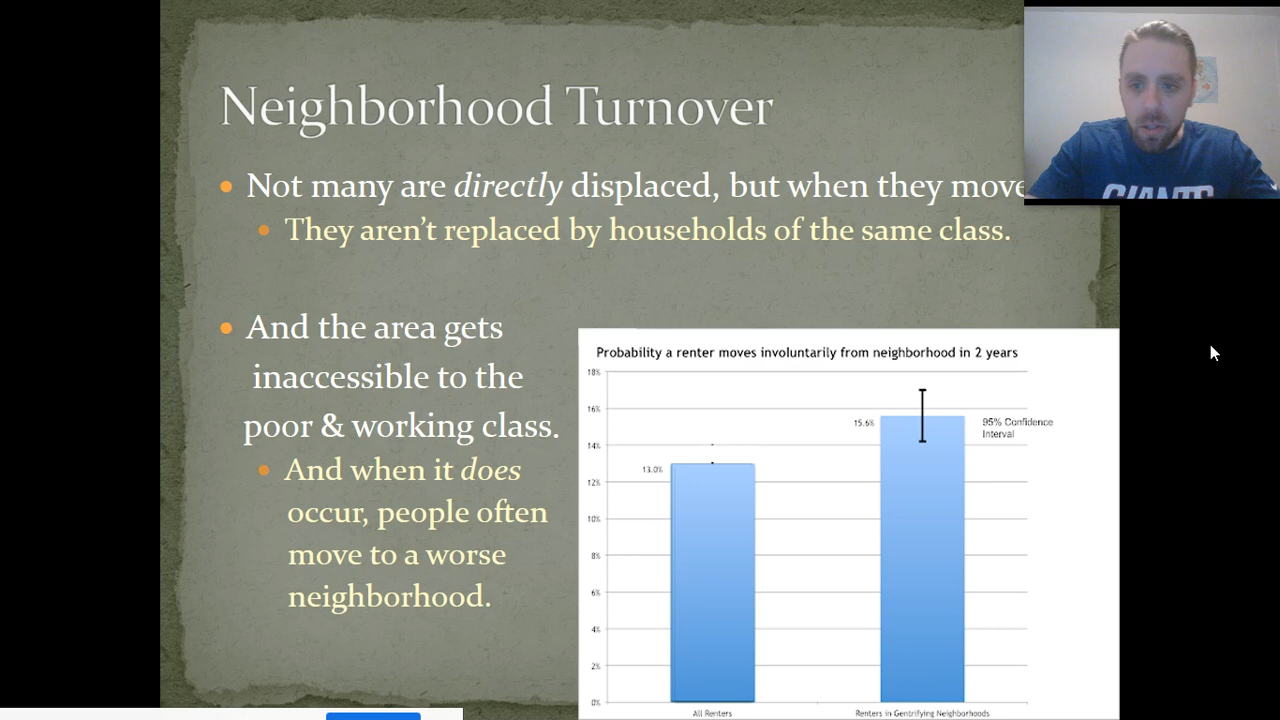 Neighborhood Turnover
Not many are directly displaced, but when they move
They aren't replaced by households of the same class.
And the area gets
inaccessible to the
poor & working class.
And when it does
occur, people often
move to a worse
neighborhood.
Probability a renter moves involuntarily from neighborhood in 2 years
18%
16%
14%
12%
10%
8%
6%
4%
2%
0%
13.0%
15.6%
95% Confidence
Interval
All Renters
Renters in Gentrifying Neighborhoods
GIANTS